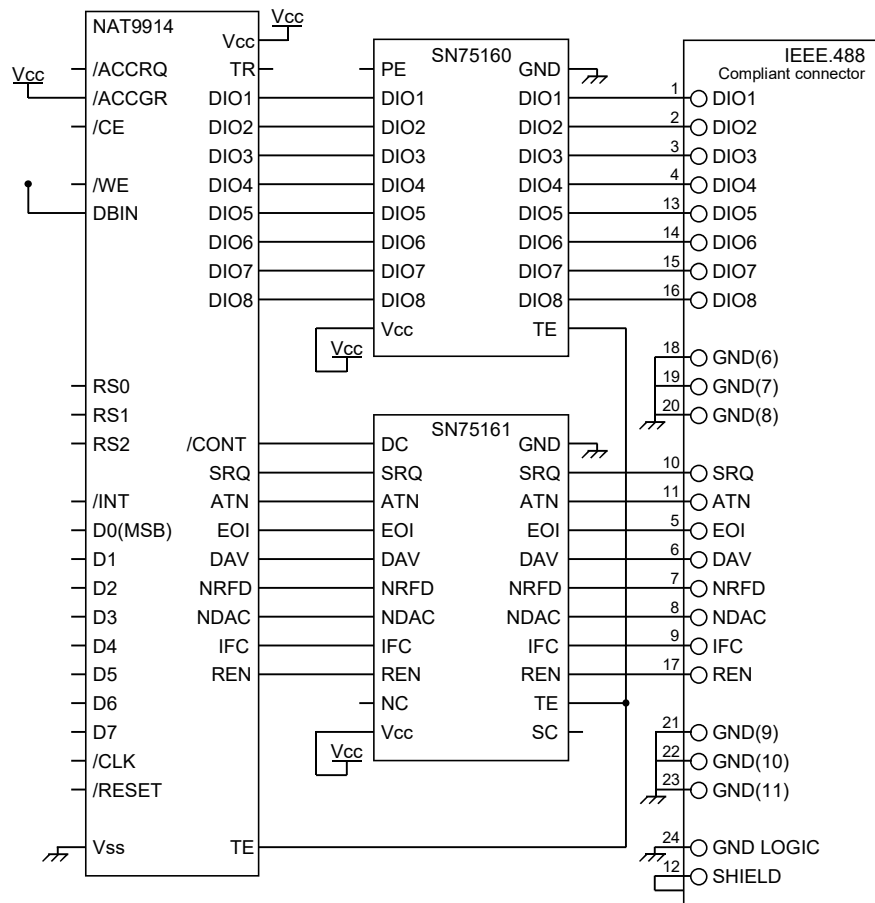 NAT9914
Vcc
Vcc
Vcc
/ACCRQ
/ACCGR
/CE
/WE
DBIN
RS0
RS1
RS2
/INT
D0(MSB)
D1
D2
D3
D4
D5
D6
D7
/CLK
/RESET
Vss
TR
DIO1
DIO2
DIO3
DIO4
DIO5
DIO6
DIO7
DIO8
/CONT
SRQ
ATN
EOI
DAV
NRFD
NDAC
IFC
REN
TE
SN75160
PE
DIO1
DIO2
DIO3
DIO4
DIO5
DIO6
DIO7
DIO8
Vcc
Vcc
GND
DIO1
DIO2
DIO3
DIO4
DIO5
DIO6
DIO7
DIO8
TE
SN75161
DC
SRQ
ATN
EOI
DAV
NRFD
NDAC
IFC
REN
NC
Vcc
Vcc
GND
SRQ
ATN
EOI
DAV
NRFD
NDAC
IFC
REN
TE
SC
IEEE.488
Compliant connector
1 DIO1
2 DIO2
3 DIO3
4 DIO4
13 DIO5
14 DIO6
15 DIO7
16 DIO8
18 GND(6)
19 GND(7)
20 GND(8)
10 SRQ
11 ATN
5 EOI
6 DAV
7 NRFD
8 NDAC
9 IFC
17 REN
21 GND(9)
22 GND(10)
23 GND(11)
24 GND LOGIC
12 SHIELD